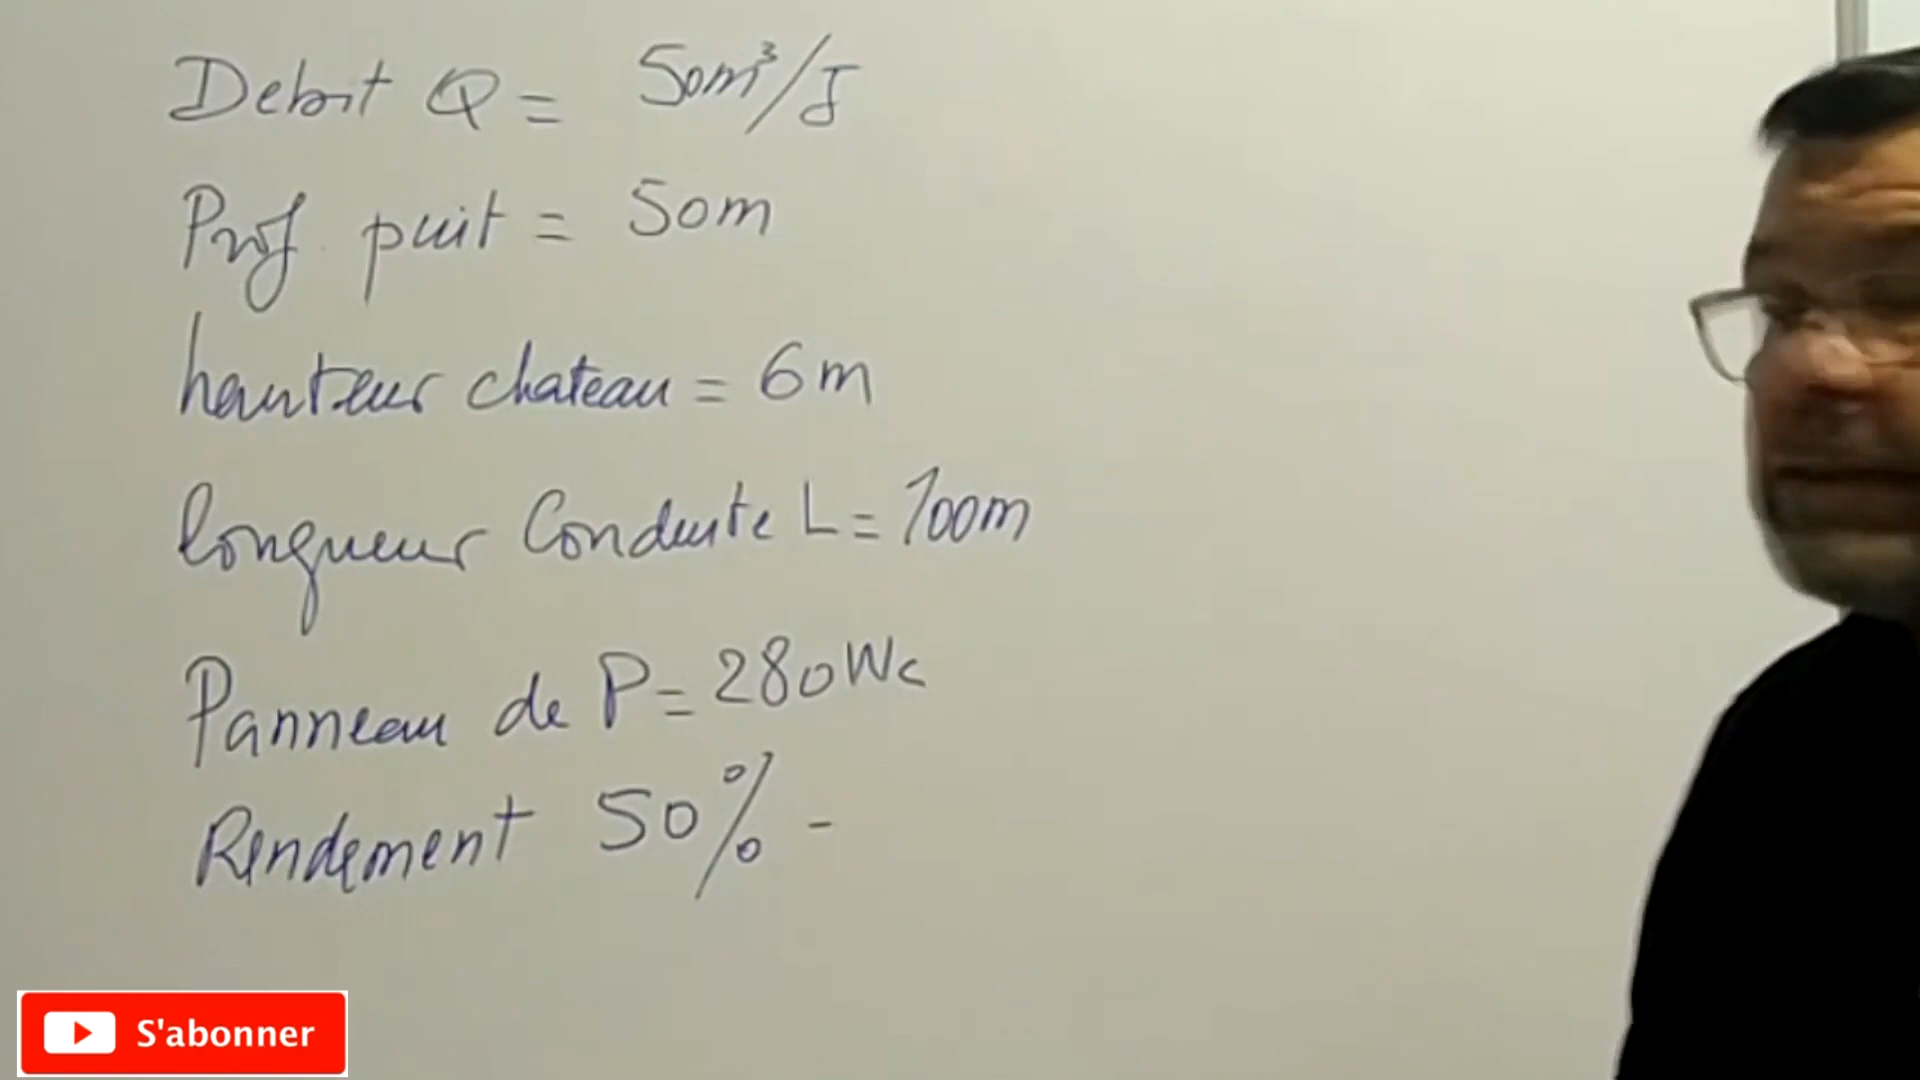 Debit Q = 50m³/J
Prof puit = 50m
hauteur chateau = 6m
longueur Conduite L = 100m
Panneau de P = 280Wc
Rendement 50% -
S'abonner